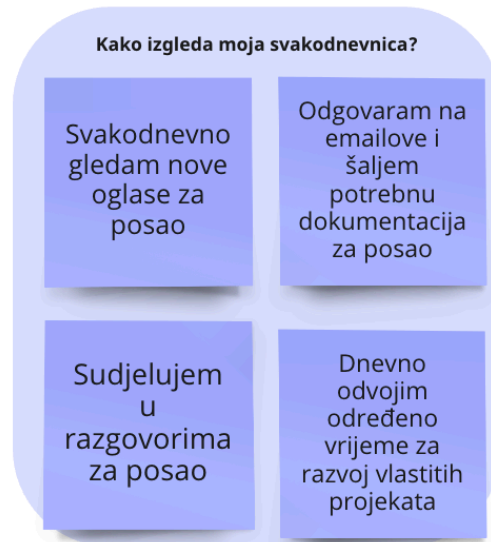 Kako izgleda moja svakodnevnica?
Svakodnevno
gledam nove
oglase za
posao
Odgovaram na
emailove i
šaljem
potrebnu
dokumentacija
za posao
Sudjelujem
u
razgovorima
za posao
Dnevno
odvojim
određeno
vrijeme za
razvoj vlastitih
projekata